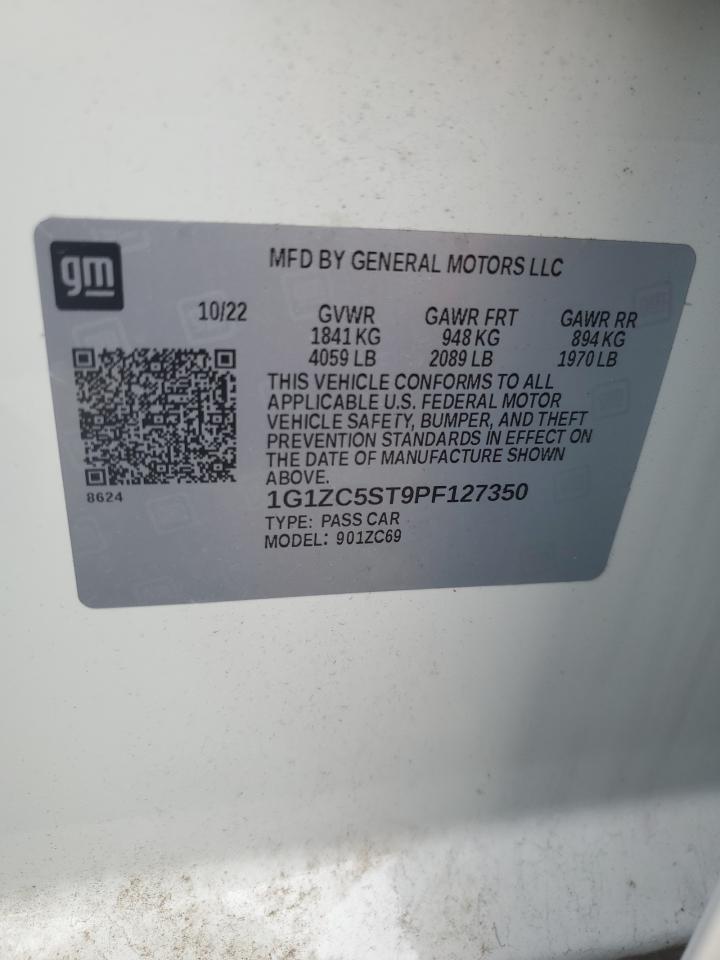 gm
MFD BY GENERAL MOTORS LLC
10/22 GVWR GAWR FRT GAWR RR
1841 KG 948 KG 894 KG
4059 LB 2089 LB 1970 LB
THIS VEHICLE CONFORMS TO ALL
APPLICABLE U.S. FEDERAL MOTOR
VEHICLE SAFETY, BUMPER, AND THEFT
PREVENTION STANDARDS IN EFFECT ON
THE DATE OF MANUFACTURE SHOWN
ABOVE.
8624
1G1ZC5ST9PF127350
TYPE: PASS CAR
MODEL: 901ZC69